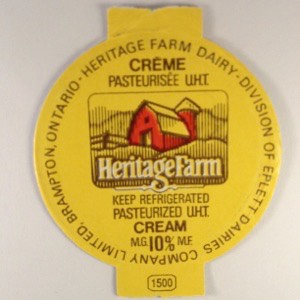 CRÈME
PASTEURISÉE U.H.T.
HeritageFarm
KEEP REFRIGERATED
PASTEURIZED U.H.T.
CREAM
M.G. 10% M.F.
HERITAGE FARM DAIRY-DIVISION OF EPLETT DAIRIES COMPANY LIMITED, BRAMPTON, ONTARIO-
1500